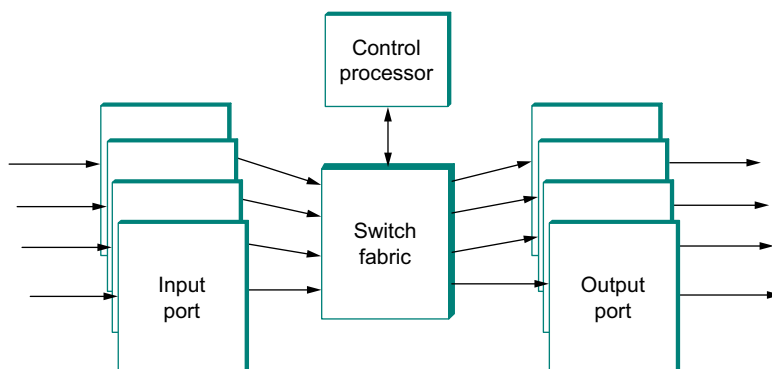 Control
processor
Switch
fabric
Input
port
Output
port